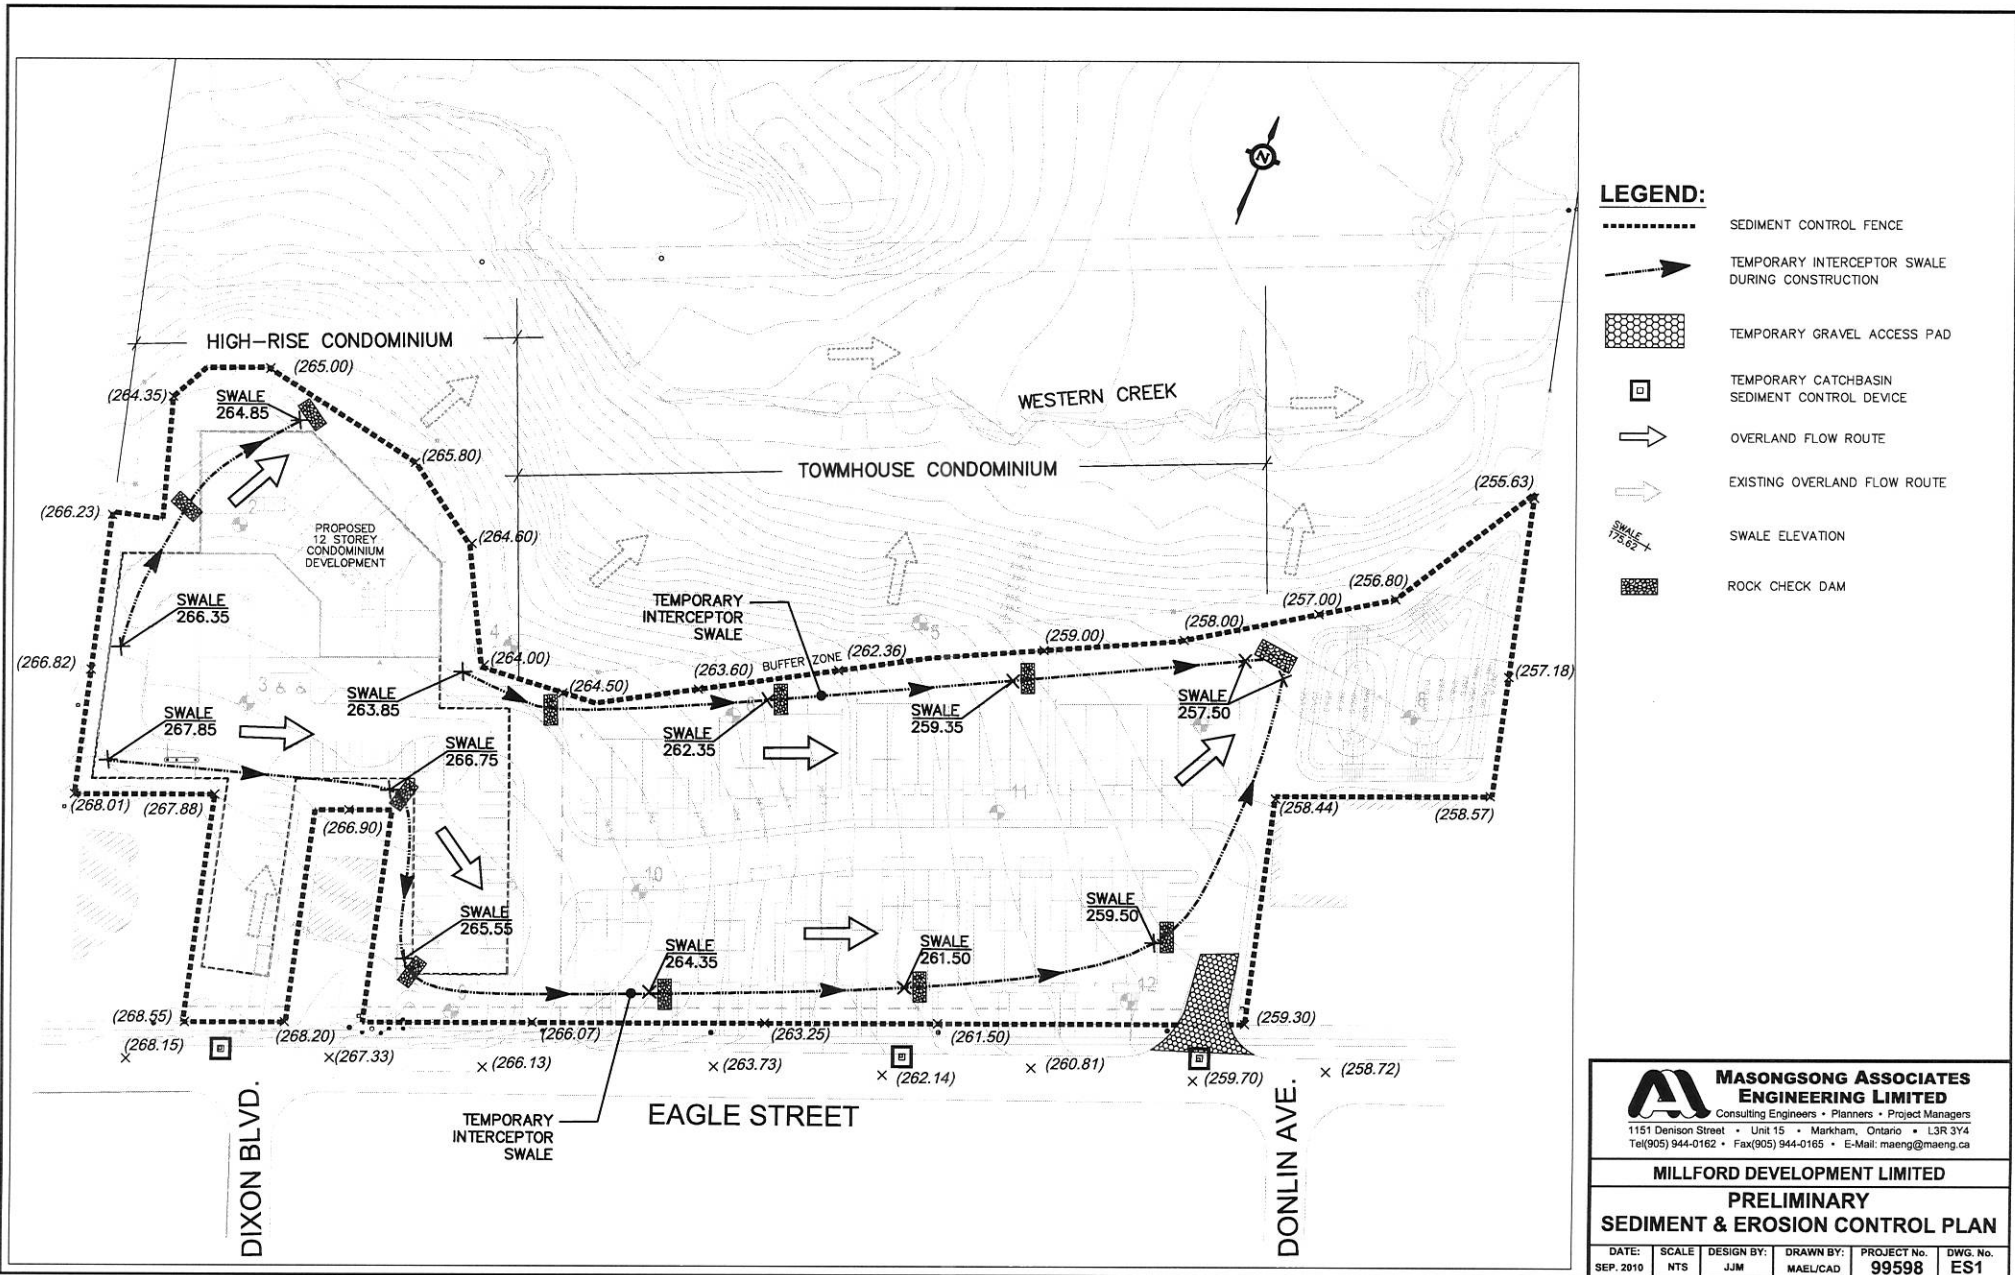 HIGH-RISE CONDOMINIUM
(265.00)
(264.35)
SWALE
264.85
(265.80)
(266.23)
PROPOSED
12 STOREY
CONDOMINIUM
DEVELOPMENT
(264.60)
SWALE
266.35
(266.82)
SWALE
263.85
(264.00)
(264.50)
SWALE
267.85
SWALE
266.75
(268.01)
(267.88)
(266.90)
SWALE
265.55
(268.55)
(268.20)
(268.15)
(267.33)
(266.07)
(266.13)
(263.25)
(263.73)
(261.50)
(262.14)
(260.81)
(259.30)
(259.70)
(258.72)
N
WESTERN CREEK
TOWMHOUSE CONDOMINIUM
TEMPORARY
INTERCEPTOR
SWALE
(263.60)
BUFFER ZONE
(262.36)
(259.00)
(258.00)
(257.00)
(256.80)
(255.63)
(257.18)
(258.44)
(258.57)
SWALE
262.35
SWALE
259.35
SWALE
257.50
SWALE
264.35
SWALE
261.50
SWALE
259.50
2
3
4
5
10
11
12
TEMPORARY
INTERCEPTOR
SWALE
EAGLE STREET
DIXON BLVD.
DONLIN AVE.
LEGEND:
SEDIMENT CONTROL FENCE
TEMPORARY INTERCEPTOR SWALE
DURING CONSTRUCTION
TEMPORARY GRAVEL ACCESS PAD
TEMPORARY CATCHBASIN
SEDIMENT CONTROL DEVICE
OVERLAND FLOW ROUTE
EXISTING OVERLAND FLOW ROUTE
SWALE
175.62
SWALE ELEVATION
ROCK CHECK DAM
MASONGSONG ASSOCIATES
ENGINEERING LIMITED
Consulting Engineers • Planners • Project Managers
1151 Denison Street • Unit 15 • Markham, Ontario • L3R 3Y4
Tel(905) 944-0162 • Fax(905) 944-0165 • E-Mail: maeng@maeng.ca
MILLFORD DEVELOPMENT LIMITED
PRELIMINARY
SEDIMENT & EROSION CONTROL PLAN
DATE: SCALE DESIGN BY: DRAWN BY: PROJECT No. DWG. No.
SEP. 2010 NTS JJM MAEL/CAD 99598 ES1